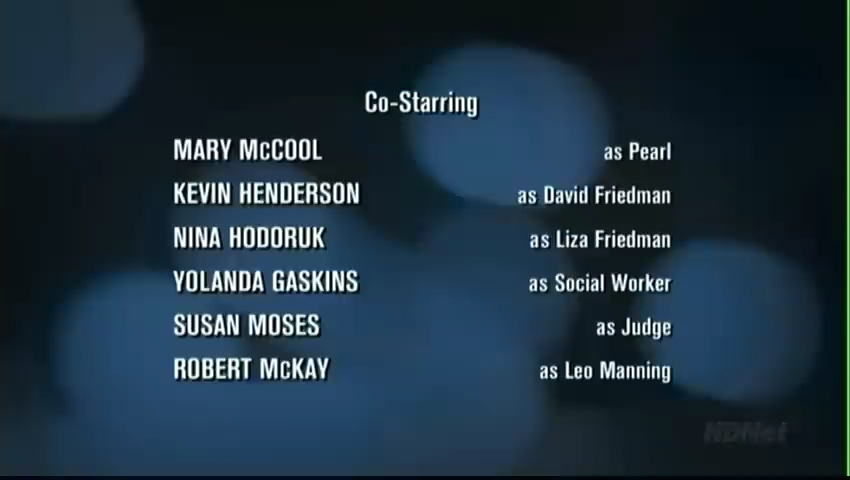 Co-Starring
MARY McCOOL as Pearl
KEVIN HENDERSON as David Friedman
NINA HODORUK as Liza Friedman
YOLANDA GASKINS as Social Worker
SUSAN MOSES as Judge
ROBERT McKAY as Leo Manning
HDNet